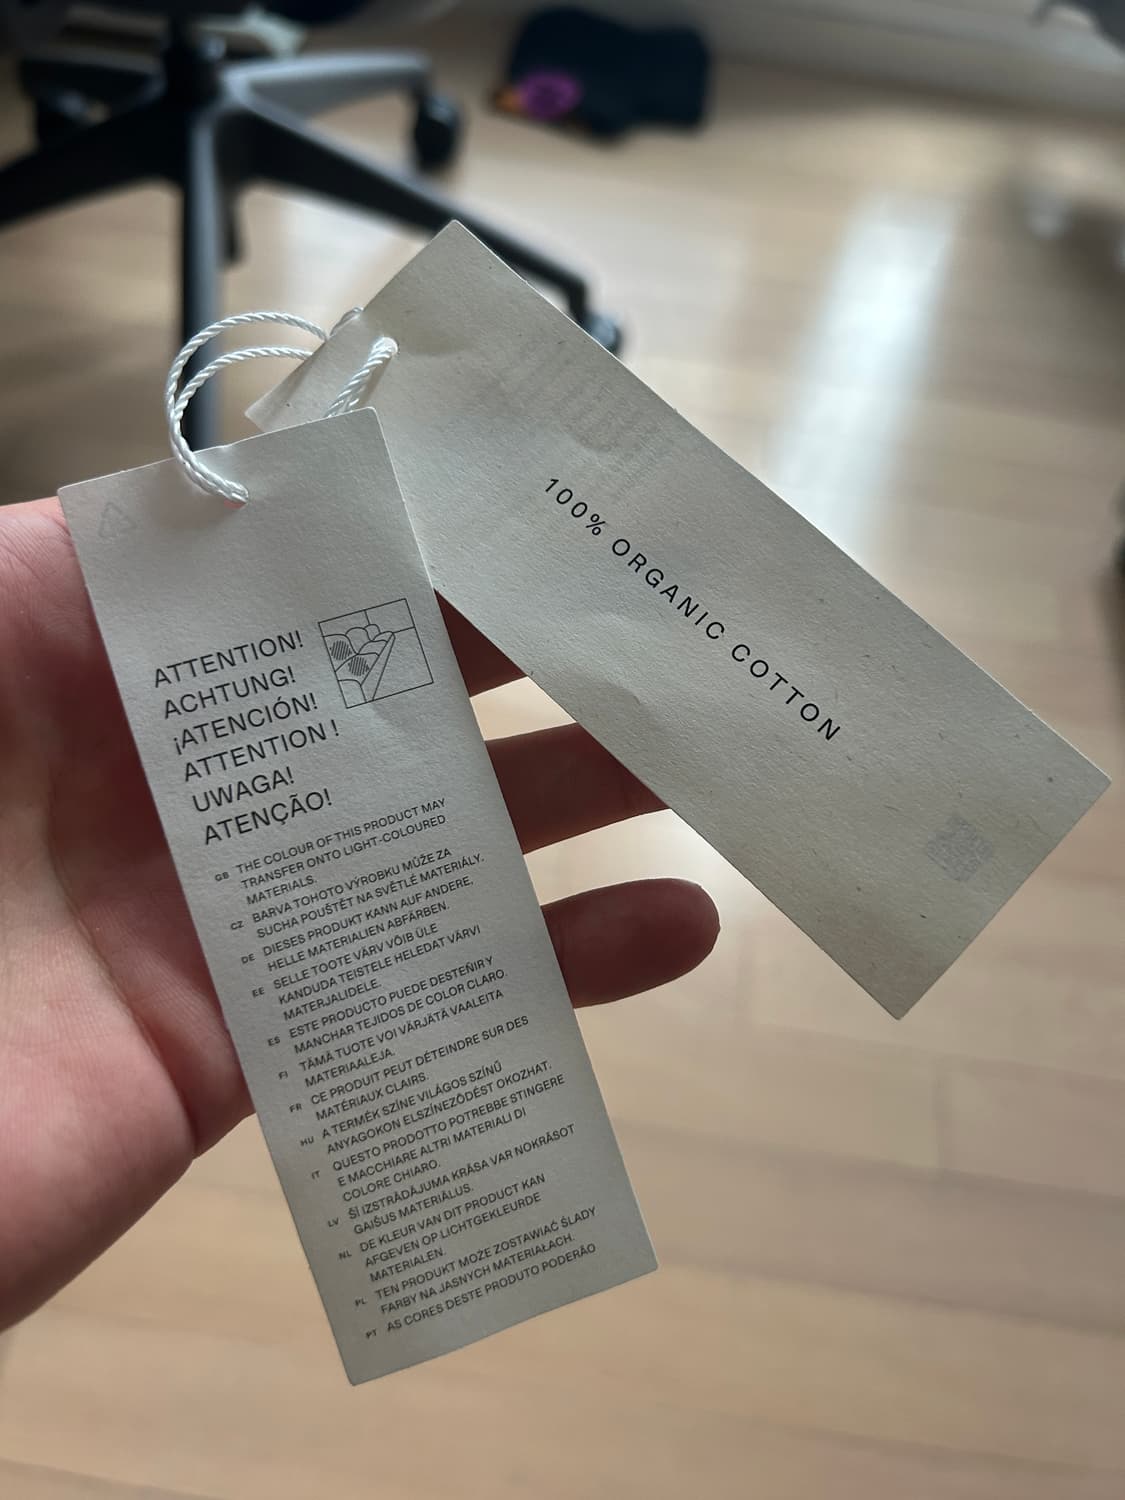 ATTENTION!
ACHTUNG!
¡ATENCIÓN!
ATTENTION !
UWAGA!
ATENÇÃO!
GB THE COLOUR OF THIS PRODUCT MAY
TRANSFER ONTO LIGHT-COLOURED
MATERIALS.
CZ BARVA TOHOTO VÝROBKU MŮŽE ZA
SUCHA POUŠTĚT NA SVĚTLÉ MATERIÁLY.
DE DIESES PRODUKT KANN AUF ANDERE,
HELLE MATERIALIEN ABFÄRBEN.
EE SELLE TOOTE VÄRV VÕIB ÜLE
KANDUDA TEISTELE HELEDAT VÄRVI
MATERJALIDELE.
ES ESTE PRODUCTO PUEDE DESTEÑIR Y
MANCHAR TEJIDOS DE COLOR CLARO.
FI TÄMÄ TUOTE VOI VÄRJÄTÄ VAALEITA
MATERIAALEJA.
FR CE PRODUIT PEUT DÉTEINDRE SUR DES
MATÉRIAUX CLAIRS.
HU A TERMÉK SZÍNE VILÁGOS SZÍNŰ
ANYAGOKON ELSZÍNEZŐDÉST OKOZHAT.
IT QUESTO PRODOTTO POTREBBE STINGERE
E MACCHIARE ALTRI MATERIALI DI
COLORE CHIARO.
LV ŠĪ IZSTRĀDĀJUMA KRĀSA VAR NOKRĀSOT
GAIŠUS MATERIĀLUS.
NL DE KLEUR VAN DIT PRODUCT KAN
AFGEVEN OP LICHTGEKLEURDE
MATERIALEN.
PL TEN PRODUKT MOŻE ZOSTAWIAĆ ŚLADY
FARBY NA JASNYCH MATERIAŁACH.
PT AS CORES DESTE PRODUTO PODERÃO
100% ORGANIC COTTON